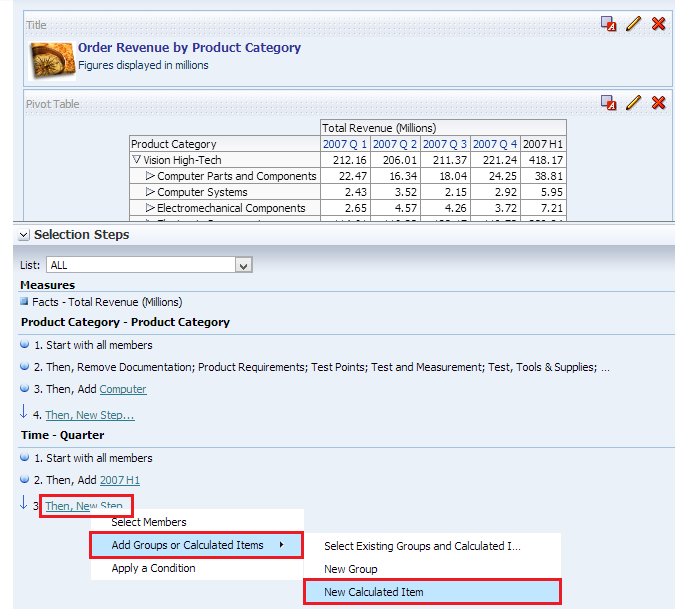 Title
Order Revenue by Product Category
Figures displayed in millions
Pivot Table
Total Revenue (Millions)
Product Category 2007 Q 1 2007 Q 2 2007 Q 3 2007 Q 4 2007 H1
Vision High-Tech 212.16 206.01 211.37 221.24 418.17
Computer Parts and Components 22.47 16.34 18.04 24.25 38.81
Computer Systems 2.43 3.52 2.15 2.92 5.95
Electromechanical Components 2.65 4.57 4.26 3.72 7.21
Selection Steps
List: ALL
Measures
Facts - Total Revenue (Millions)
Product Category - Product Category
1. Start with all members
2. Then, Remove Documentation; Product Requirements; Test Points; Test and Measurement; Test, Tools & Supplies; ...
3. Then, Add Computer
4. Then, New Step...
Time - Quarter
1. Start with all members
2. Then, Add 2007 H1
3. Then, New Step...
Select Members
Add Groups or Calculated Items
Apply a Condition
Select Existing Groups and Calculated I...
New Group
New Calculated Item